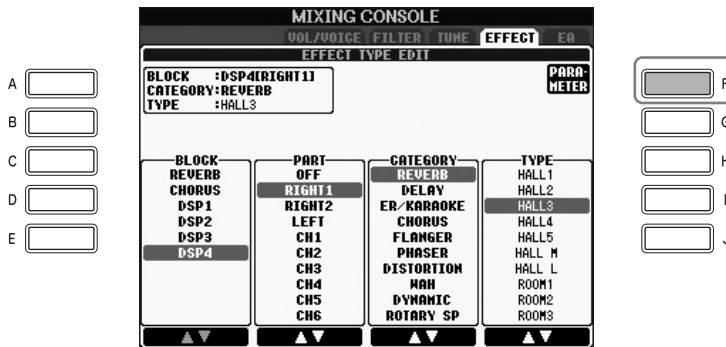 MIXING CONSOLE
VOL/VOICE FILTER TUNE EFFECT EQ
EFFECT TYPE EDIT
BLOCK :DSP4[RIGHT1]
CATEGORY:REVERB
TYPE :HALL3
PARA-
METER
A
B
C
D
E
F
G
H
I
J
BLOCK
REVERB
CHORUS
DSP1
DSP2
DSP3
DSP4
PART
OFF
RIGHT1
RIGHT2
LEFT
CH1
CH2
CH3
CH4
CH5
CH6
CATEGORY
REVERB
DELAY
ER/KARAOKE
CHORUS
FLANGER
PHASER
DISTORTION
WAH
DYNAMIC
ROTARY SP
TYPE
HALL1
HALL2
HALL3
HALL4
HALL5
HALL M
HALL L
ROOM1
ROOM2
ROOM3